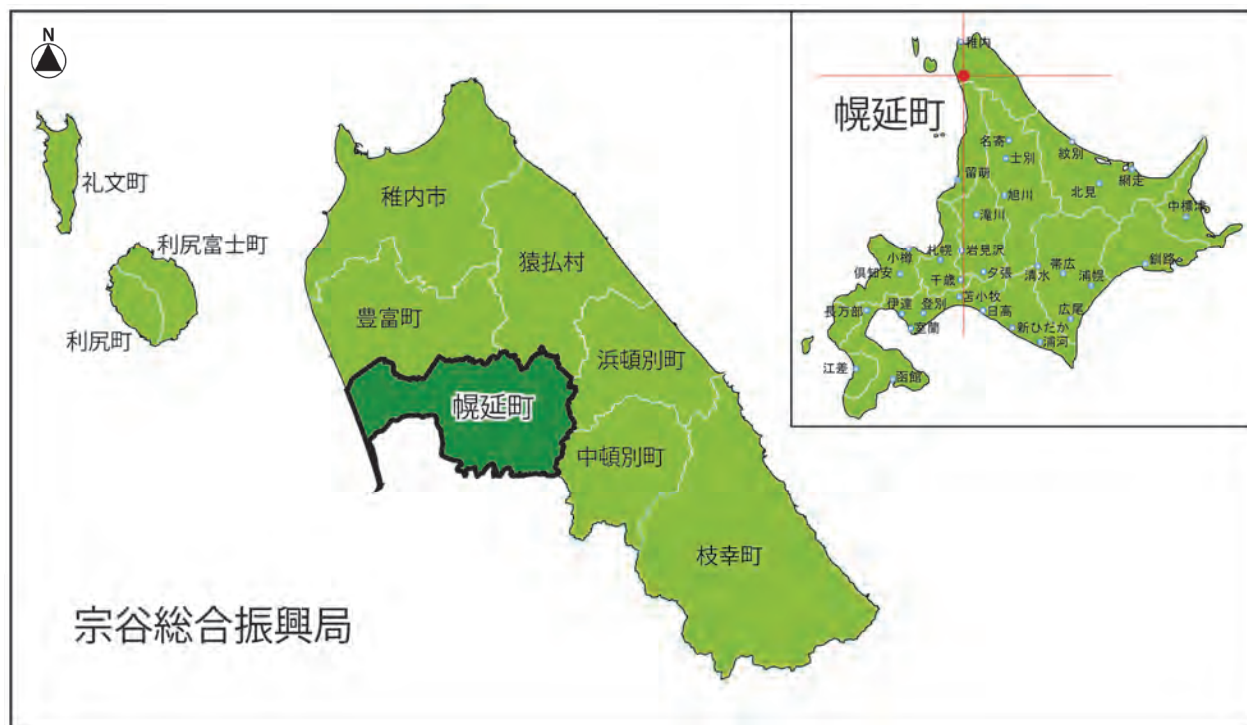 N
礼文町
利尻富士町
利尻町
稚内市
猿払村
豊富町
浜頓別町
幌延町
中頓別町
枝幸町
宗谷総合振興局
稚内
幌延町
名寄
士別
紋別
網走
留萌
旭川
北見
中標津
滝川
小樽
札幌
岩見沢
倶知安
千歳
夕張
清水
帯広
浦幌
釧路
長万部
伊達
登別
苫小牧
日高
広尾
室蘭
新ひだか
浦河
江差
函館